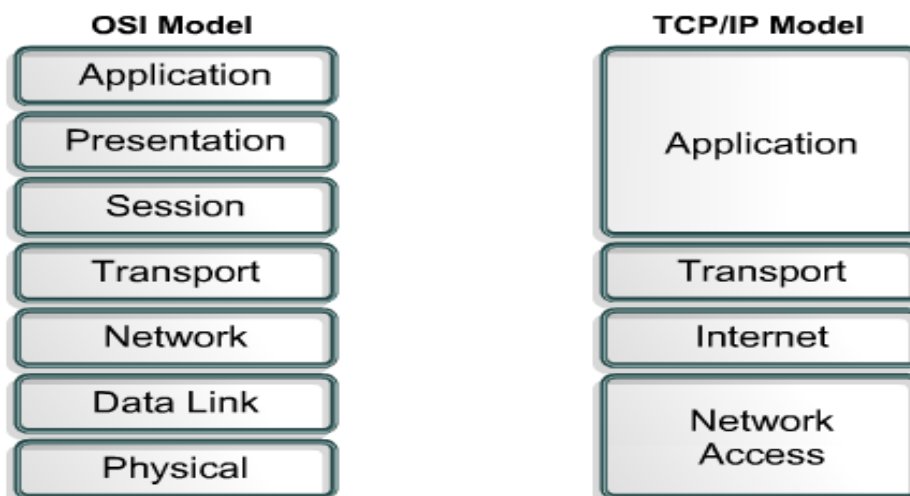 OSI Model
Application
Presentation
Session
Transport
Network
Data Link
Physical
TCP/IP Model
Application
Transport
Internet
Network
Access